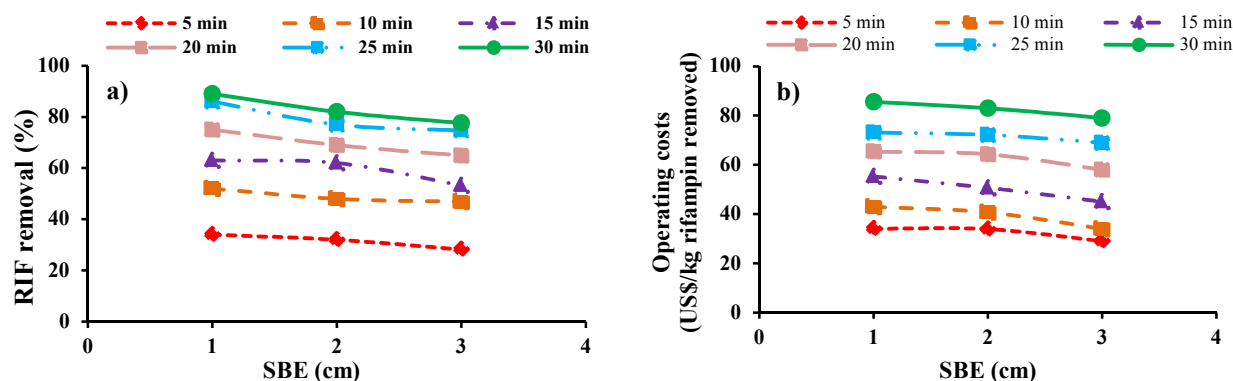 5 min 10 min 15 min
20 min 25 min 30 min
a)
100
80
60
40
20
0
0 1 2 3 4
RIF removal (%)
SBE (cm)
5 min 10 min 15 min
20 min 25 min 30 min
b)
100
80
60
40
20
0
0 1 2 3 4
Operating costs
(US$/kg rifampin removed)
SBE (cm)